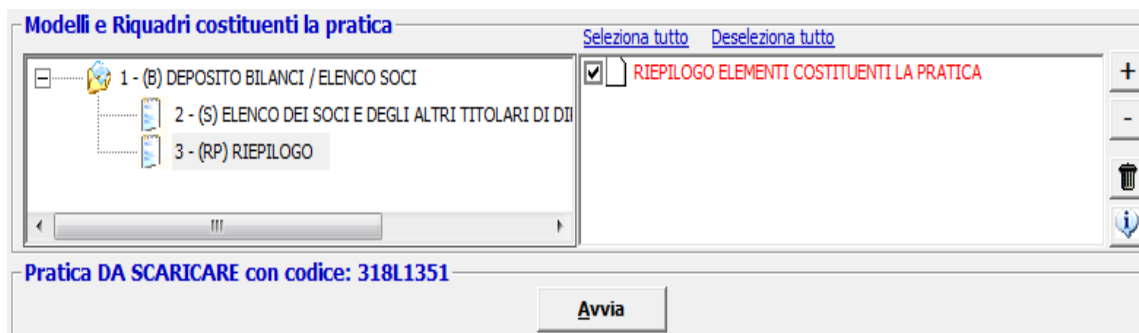 Modelli e Riquadri costituenti la pratica
Seleziona tutto Deseleziona tutto
1 - (B) DEPOSITO BILANCI / ELENCO SOCI
2 - (S) ELENCO DEI SOCI E DEGLI ALTRI TITOLARI DI
3 - (RP) RIEPILOGO
RIEPILOGO ELEMENTI COSTITUENTI LA PRATICA
+
-
Pratica DA SCARICARE con codice: 318L1351
Avvia